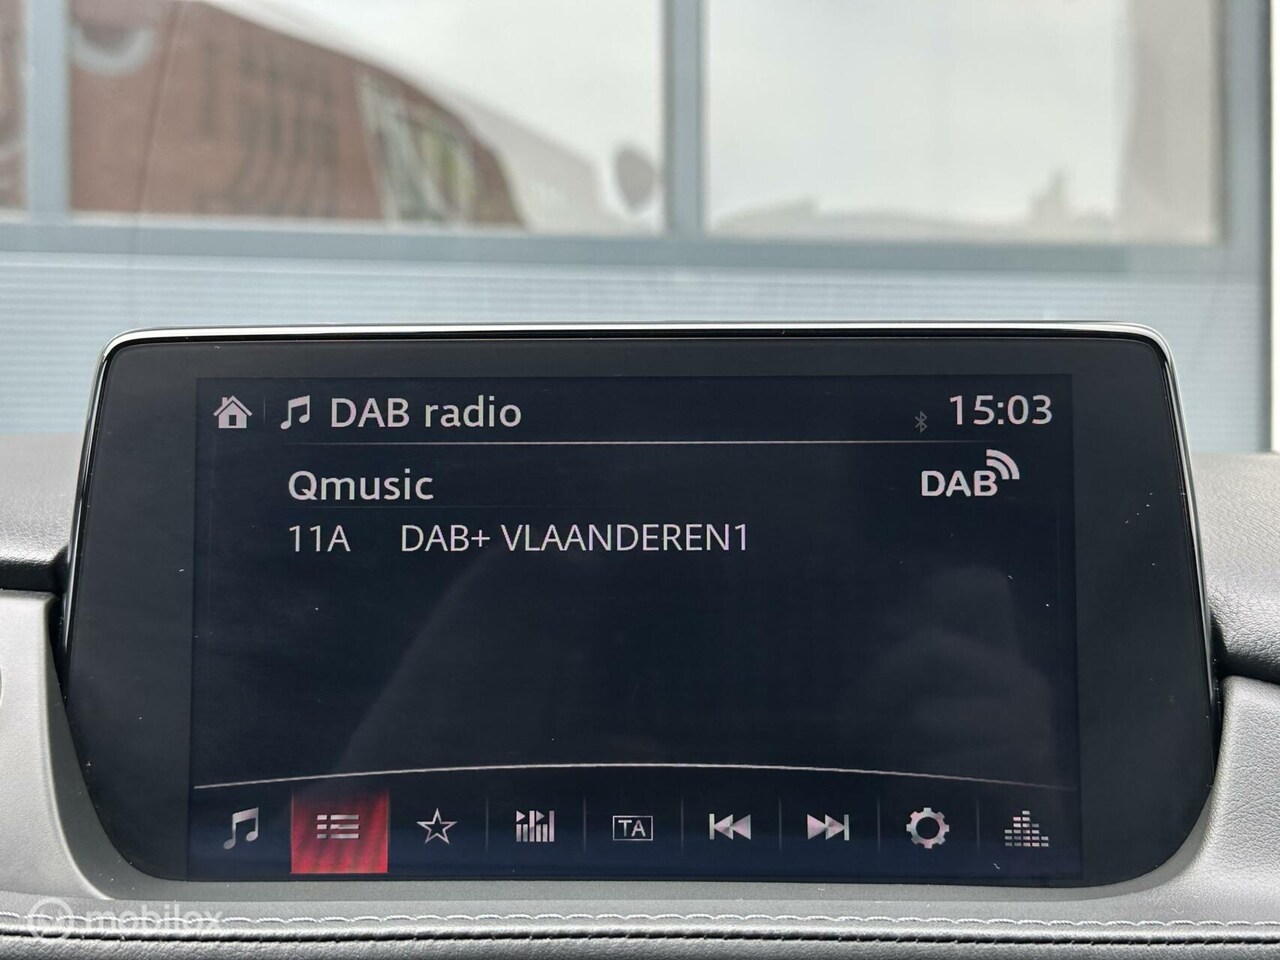 DAB radio 15:03
Qmusic DAB
11A DAB+ VLAANDEREN1
TA
mobilox